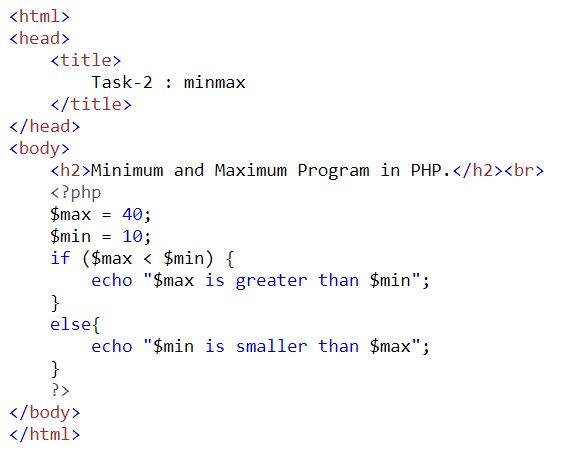 <html>
<head>
    <title>
        Task-2 : minmax
    </title>
</head>
<body>
    <h2>Minimum and Maximum Program in PHP.</h2><br>
    <?php
    $max = 40;
    $min = 10;
    if ($max < $min) {
        echo "$max is greater than $min";
    }
    else{
        echo "$min is smaller than $max";
    }
    ?>
</body>
</html>